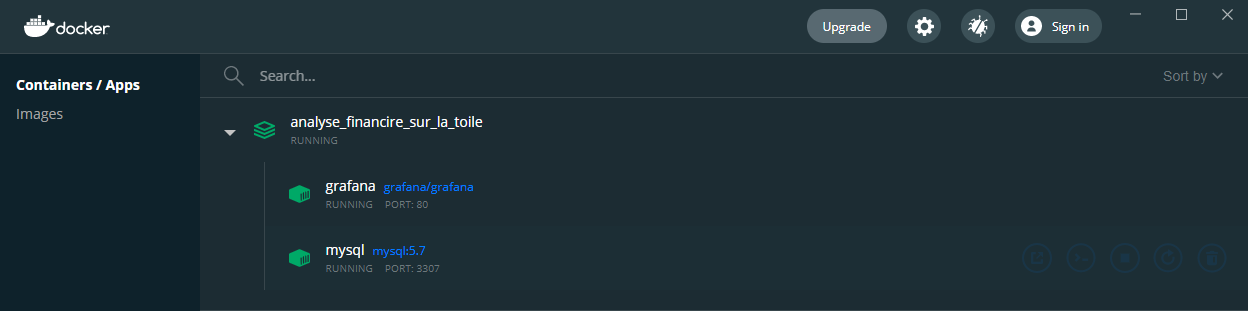 docker
Upgrade
Sign in
Containers / Apps
Images
Search...
Sort by
analyse_financire_sur_la_toile
RUNNING
grafana grafana/grafana
RUNNING PORT: 80
mysql mysql:5.7
RUNNING PORT: 3307